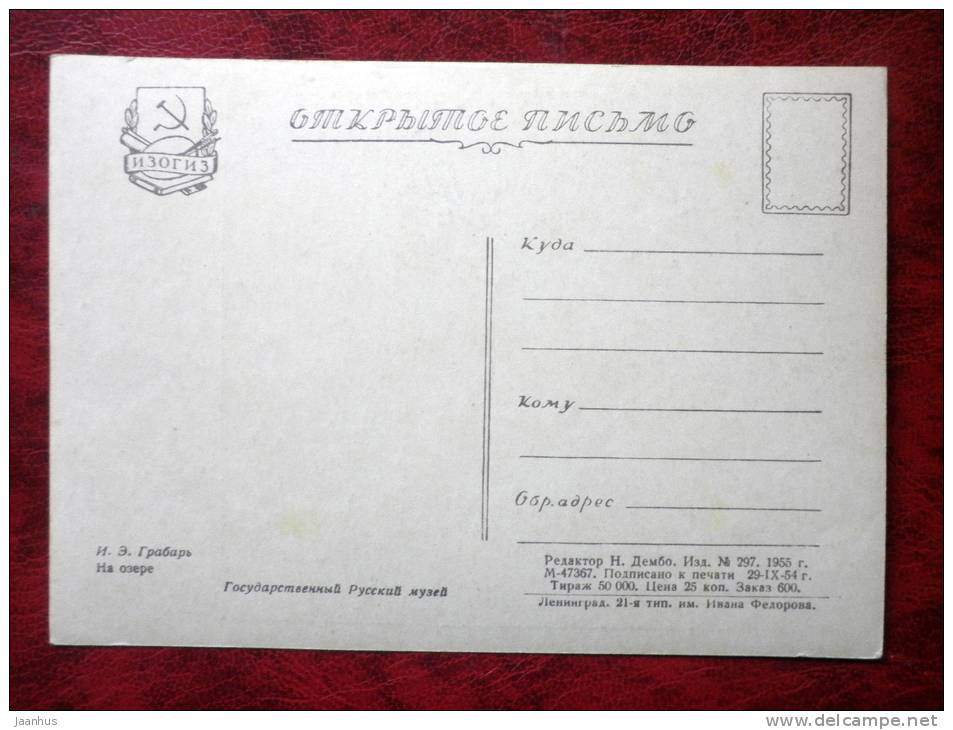 ОТКРЫТОЕ ПИСЬМО
ИЗОГИЗ
Куда
Кому
Обр. адрес
И. Э. Грабарь
На озере
Государственный Русский музей
Редактор Н. Дембо. Изд. № 297. 1955 г.
М-47367. Подписано к печати 29-IX-54 г.
Тираж 50 000. Цена 25 коп. Заказ 600.
Ленинград. 21-я тип. им. Ивана Федорова.
Jaanhus
www.delcampe.net